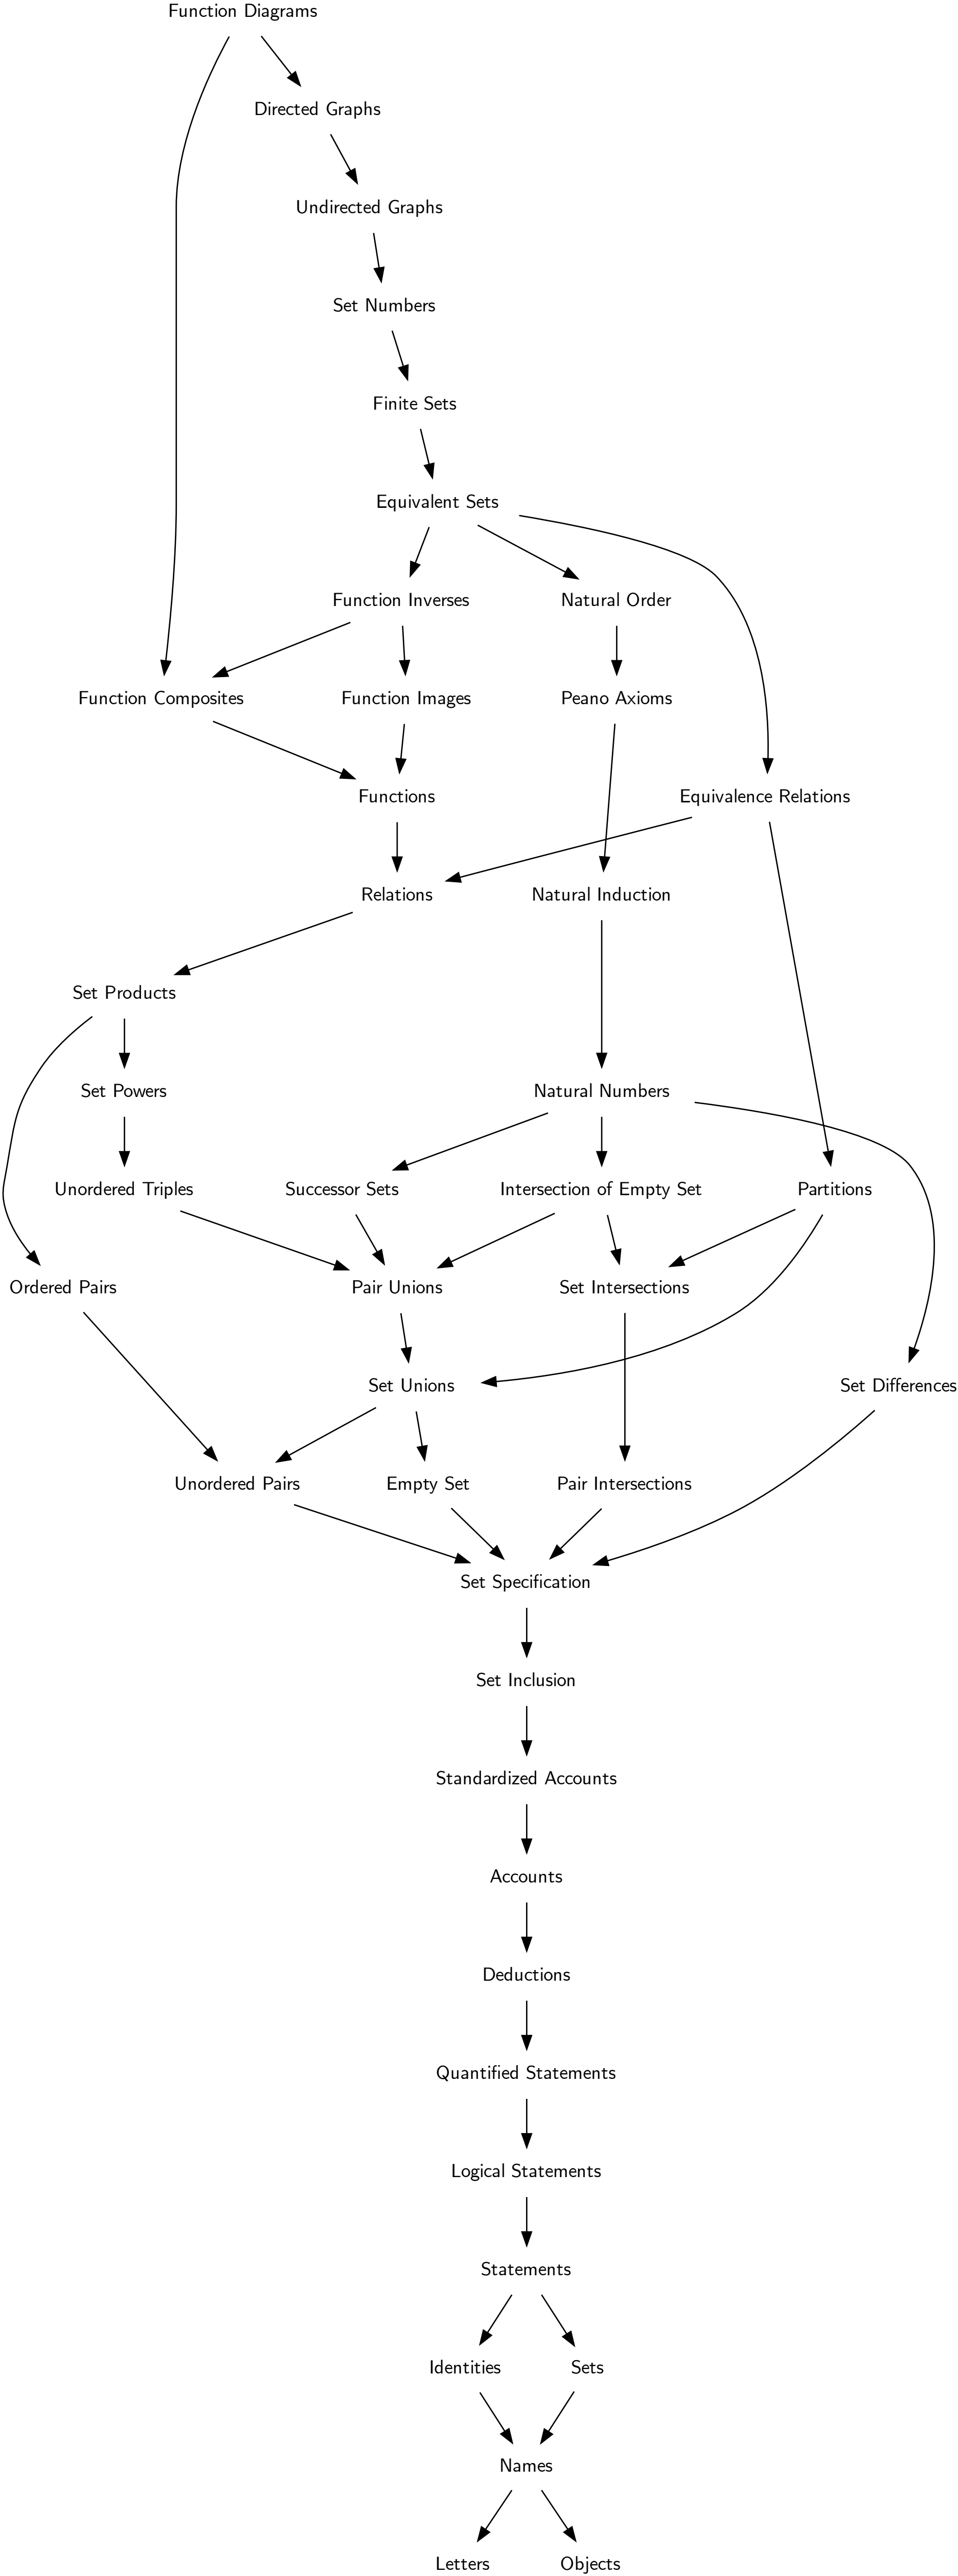 Function Diagrams
Directed Graphs
Undirected Graphs
Set Numbers
Finite Sets
Equivalent Sets
Function Inverses
Natural Order
Function Composites
Function Images
Peano Axioms
Functions
Equivalence Relations
Relations
Natural Induction
Set Products
Set Powers
Natural Numbers
Unordered Triples
Successor Sets
Intersection of Empty Set
Partitions
Ordered Pairs
Pair Unions
Set Intersections
Set Unions
Set Differences
Unordered Pairs
Empty Set
Pair Intersections
Set Specification
Set Inclusion
Standardized Accounts
Accounts
Deductions
Quantified Statements
Logical Statements
Statements
Identities
Sets
Names
Letters
Objects